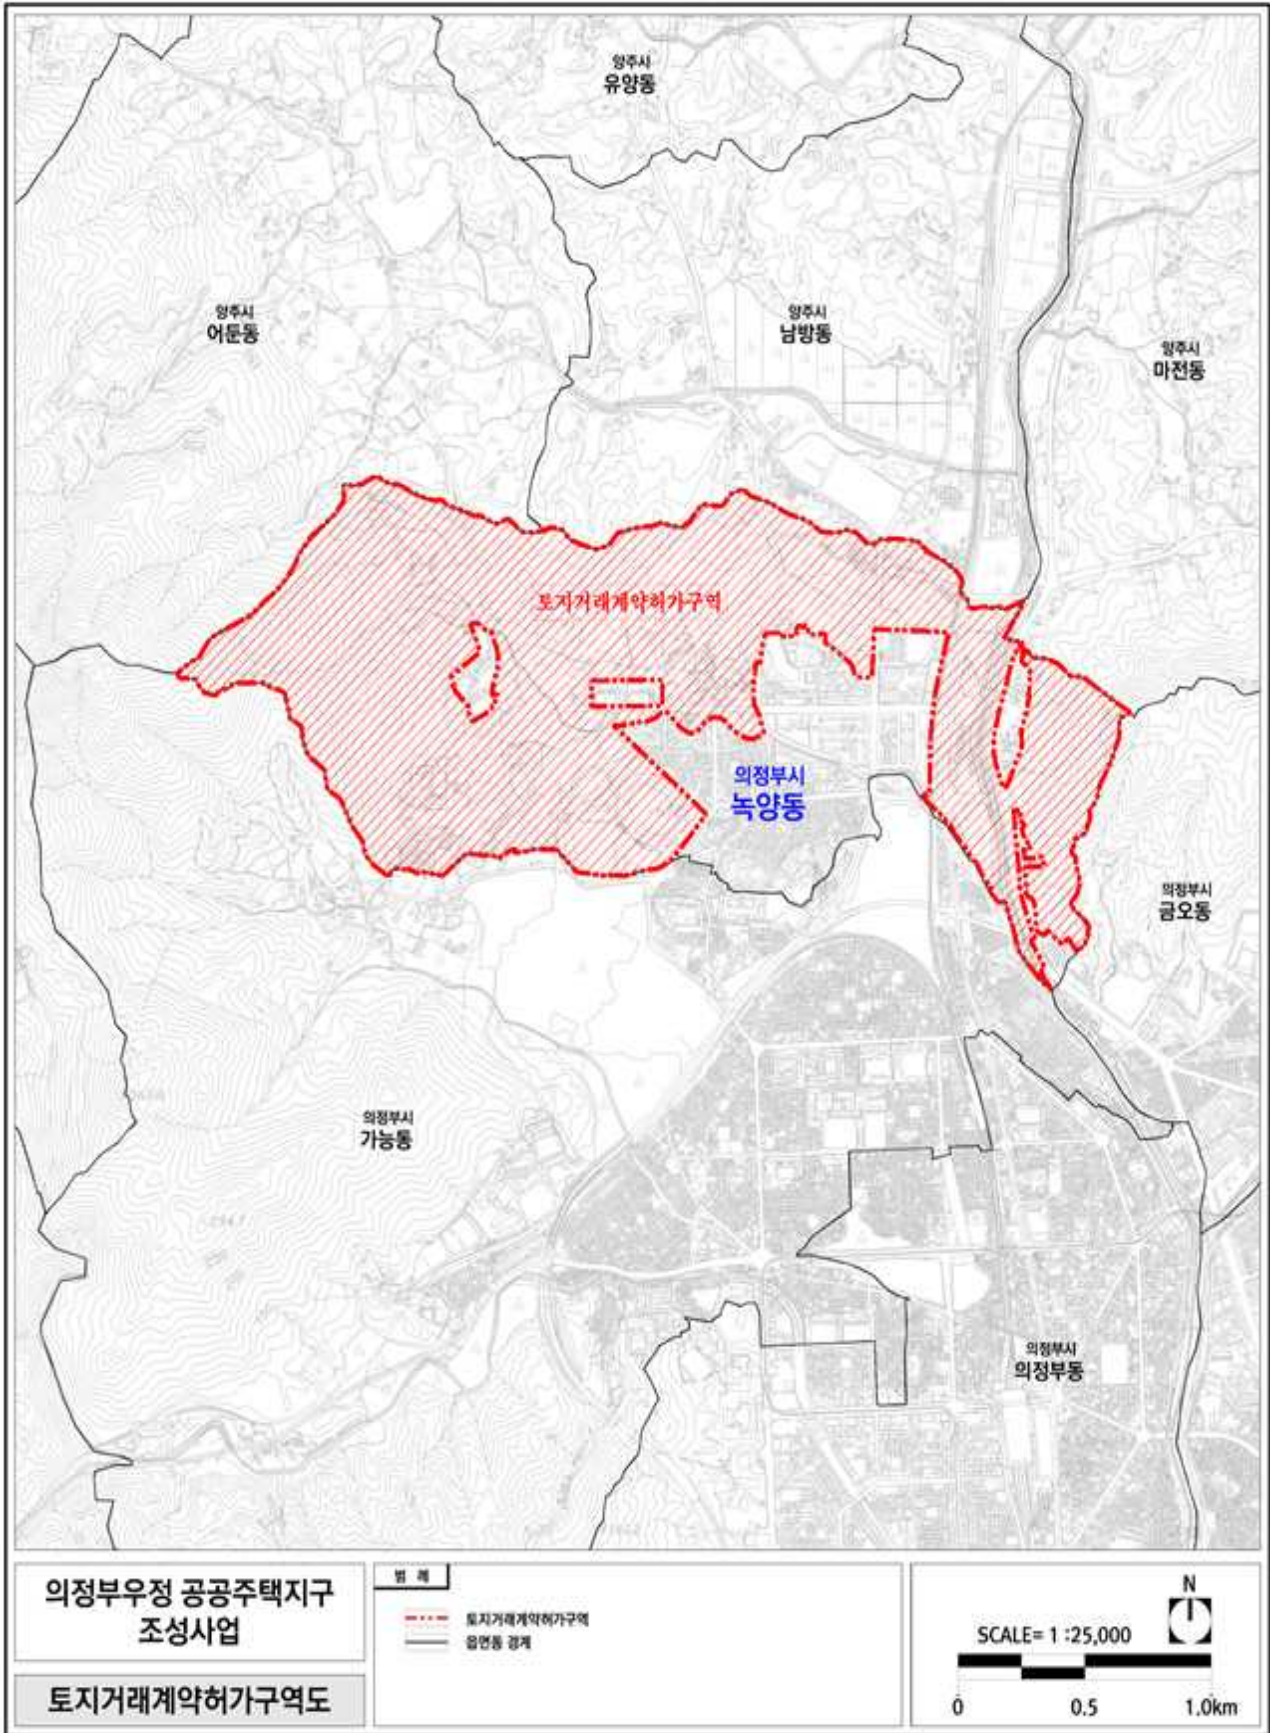 양주시
유양동
양주시
어둔동
양주시
남방동
양주시
마전동
토지거래계약허가구역
의정부시
녹양동
의정부시
금오동
의정부시
가능동
의정부시
의정부동
의정부우정 공공주택지구
조성사업
토지거래계약허가구역도
범 례
토지거래계약허가구역
읍면동 경계
N
SCALE= 1 :25,000
0 0.5 1.0km